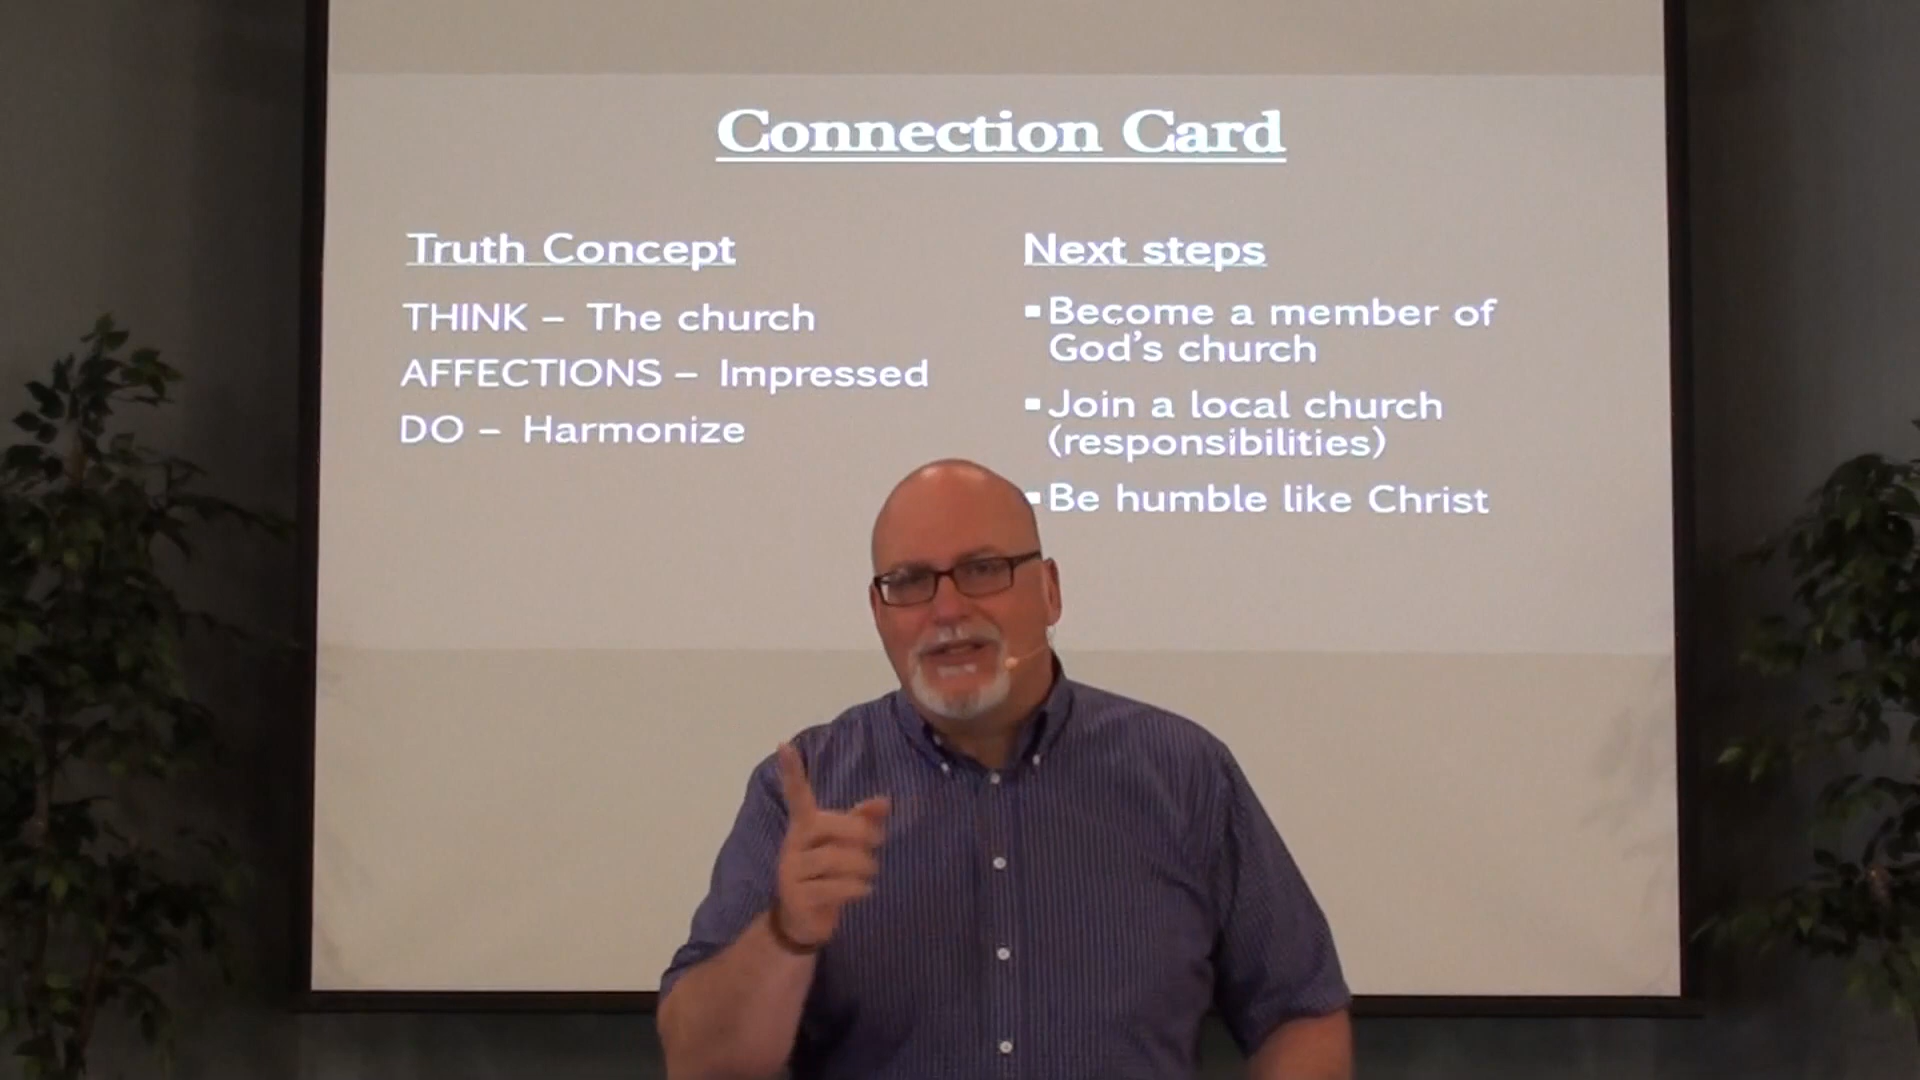 Connection Card
Truth Concept
THINK – The church
AFFECTIONS – Impressed
DO – Harmonize
Next steps
▪Become a member of
God's church
▪Join a local church
(responsibilities)
▪Be humble like Christ